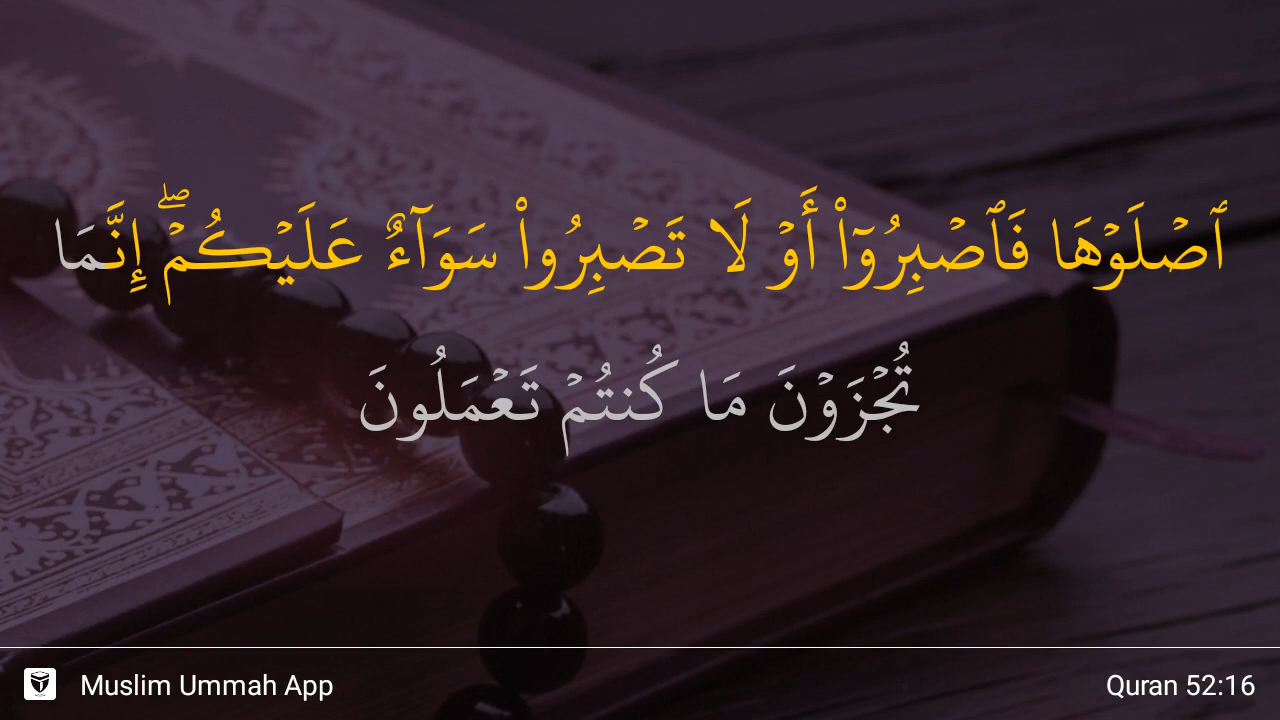 ٱصۡلَوۡهَا فَٱصۡبِرُوٓاْ أَوۡ لَا تَصۡبِرُواْ سَوَآءٌ عَلَيۡكُمۡۖ إِنَّمَا
تُجۡزَوۡنَ مَا كُنتُمۡ تَعۡمَلُونَ
Muslim Ummah App
Quran 52:16